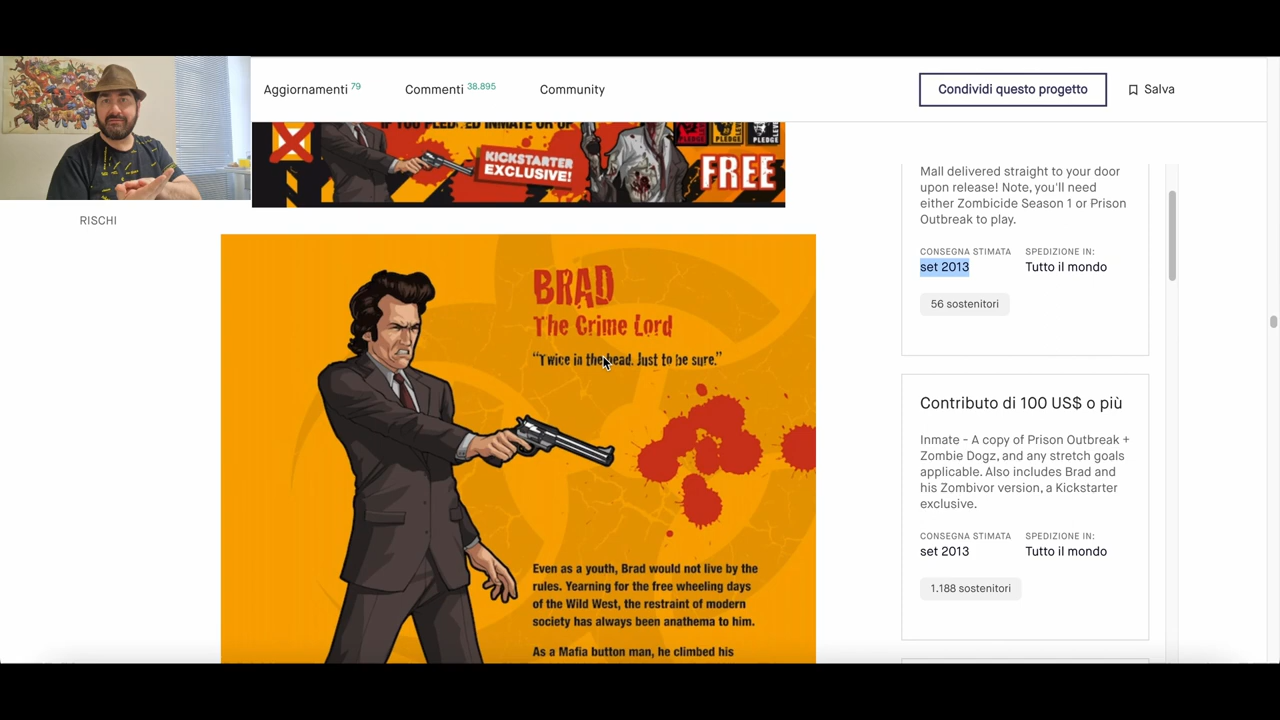 Aggiornamenti 79
Commenti 38.895
Community
Condividi questo progetto
Salva
IF YOU PLEDGED INMATE OR UP
KICKSTARTER
EXCLUSIVE!
FREE
RISCHI
BRAD
The Crime Lord
“Twice in the head. Just to be sure.”
Even as a youth, Brad would not live by the
rules. Yearning for the free wheeling days
of the Wild West, the restraint of modern
society has always been anathema to him.
As a Mafia button man, he climbed his
Mall delivered straight to your door
upon release! Note, you'll need
either Zombicide Season 1 or Prison
Outbreak to play.
CONSEGNA STIMATA
SPEDIZIONE IN:
set 2013
Tutto il mondo
56 sostenitori
Contributo di 100 US$ o più
Inmate - A copy of Prison Outbreak +
Zombie Dogz, and any stretch goals
applicable. Also includes Brad and
his Zombivor version, a Kickstarter
exclusive.
CONSEGNA STIMATA
SPEDIZIONE IN:
set 2013
Tutto il mondo
1.188 sostenitori